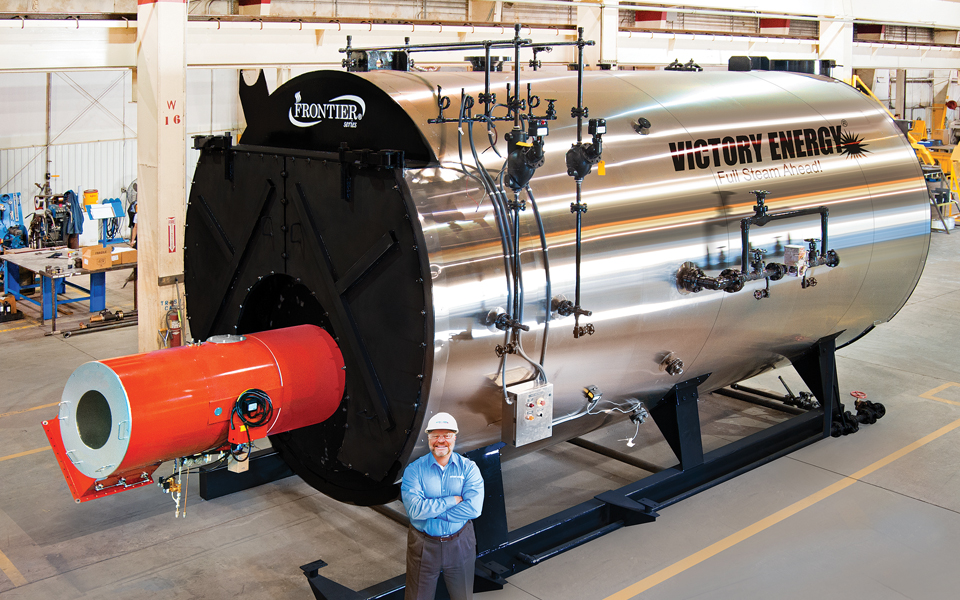 W
16
FRONTIER®
series
VICTORY ENERGY®
Full Steam Ahead!